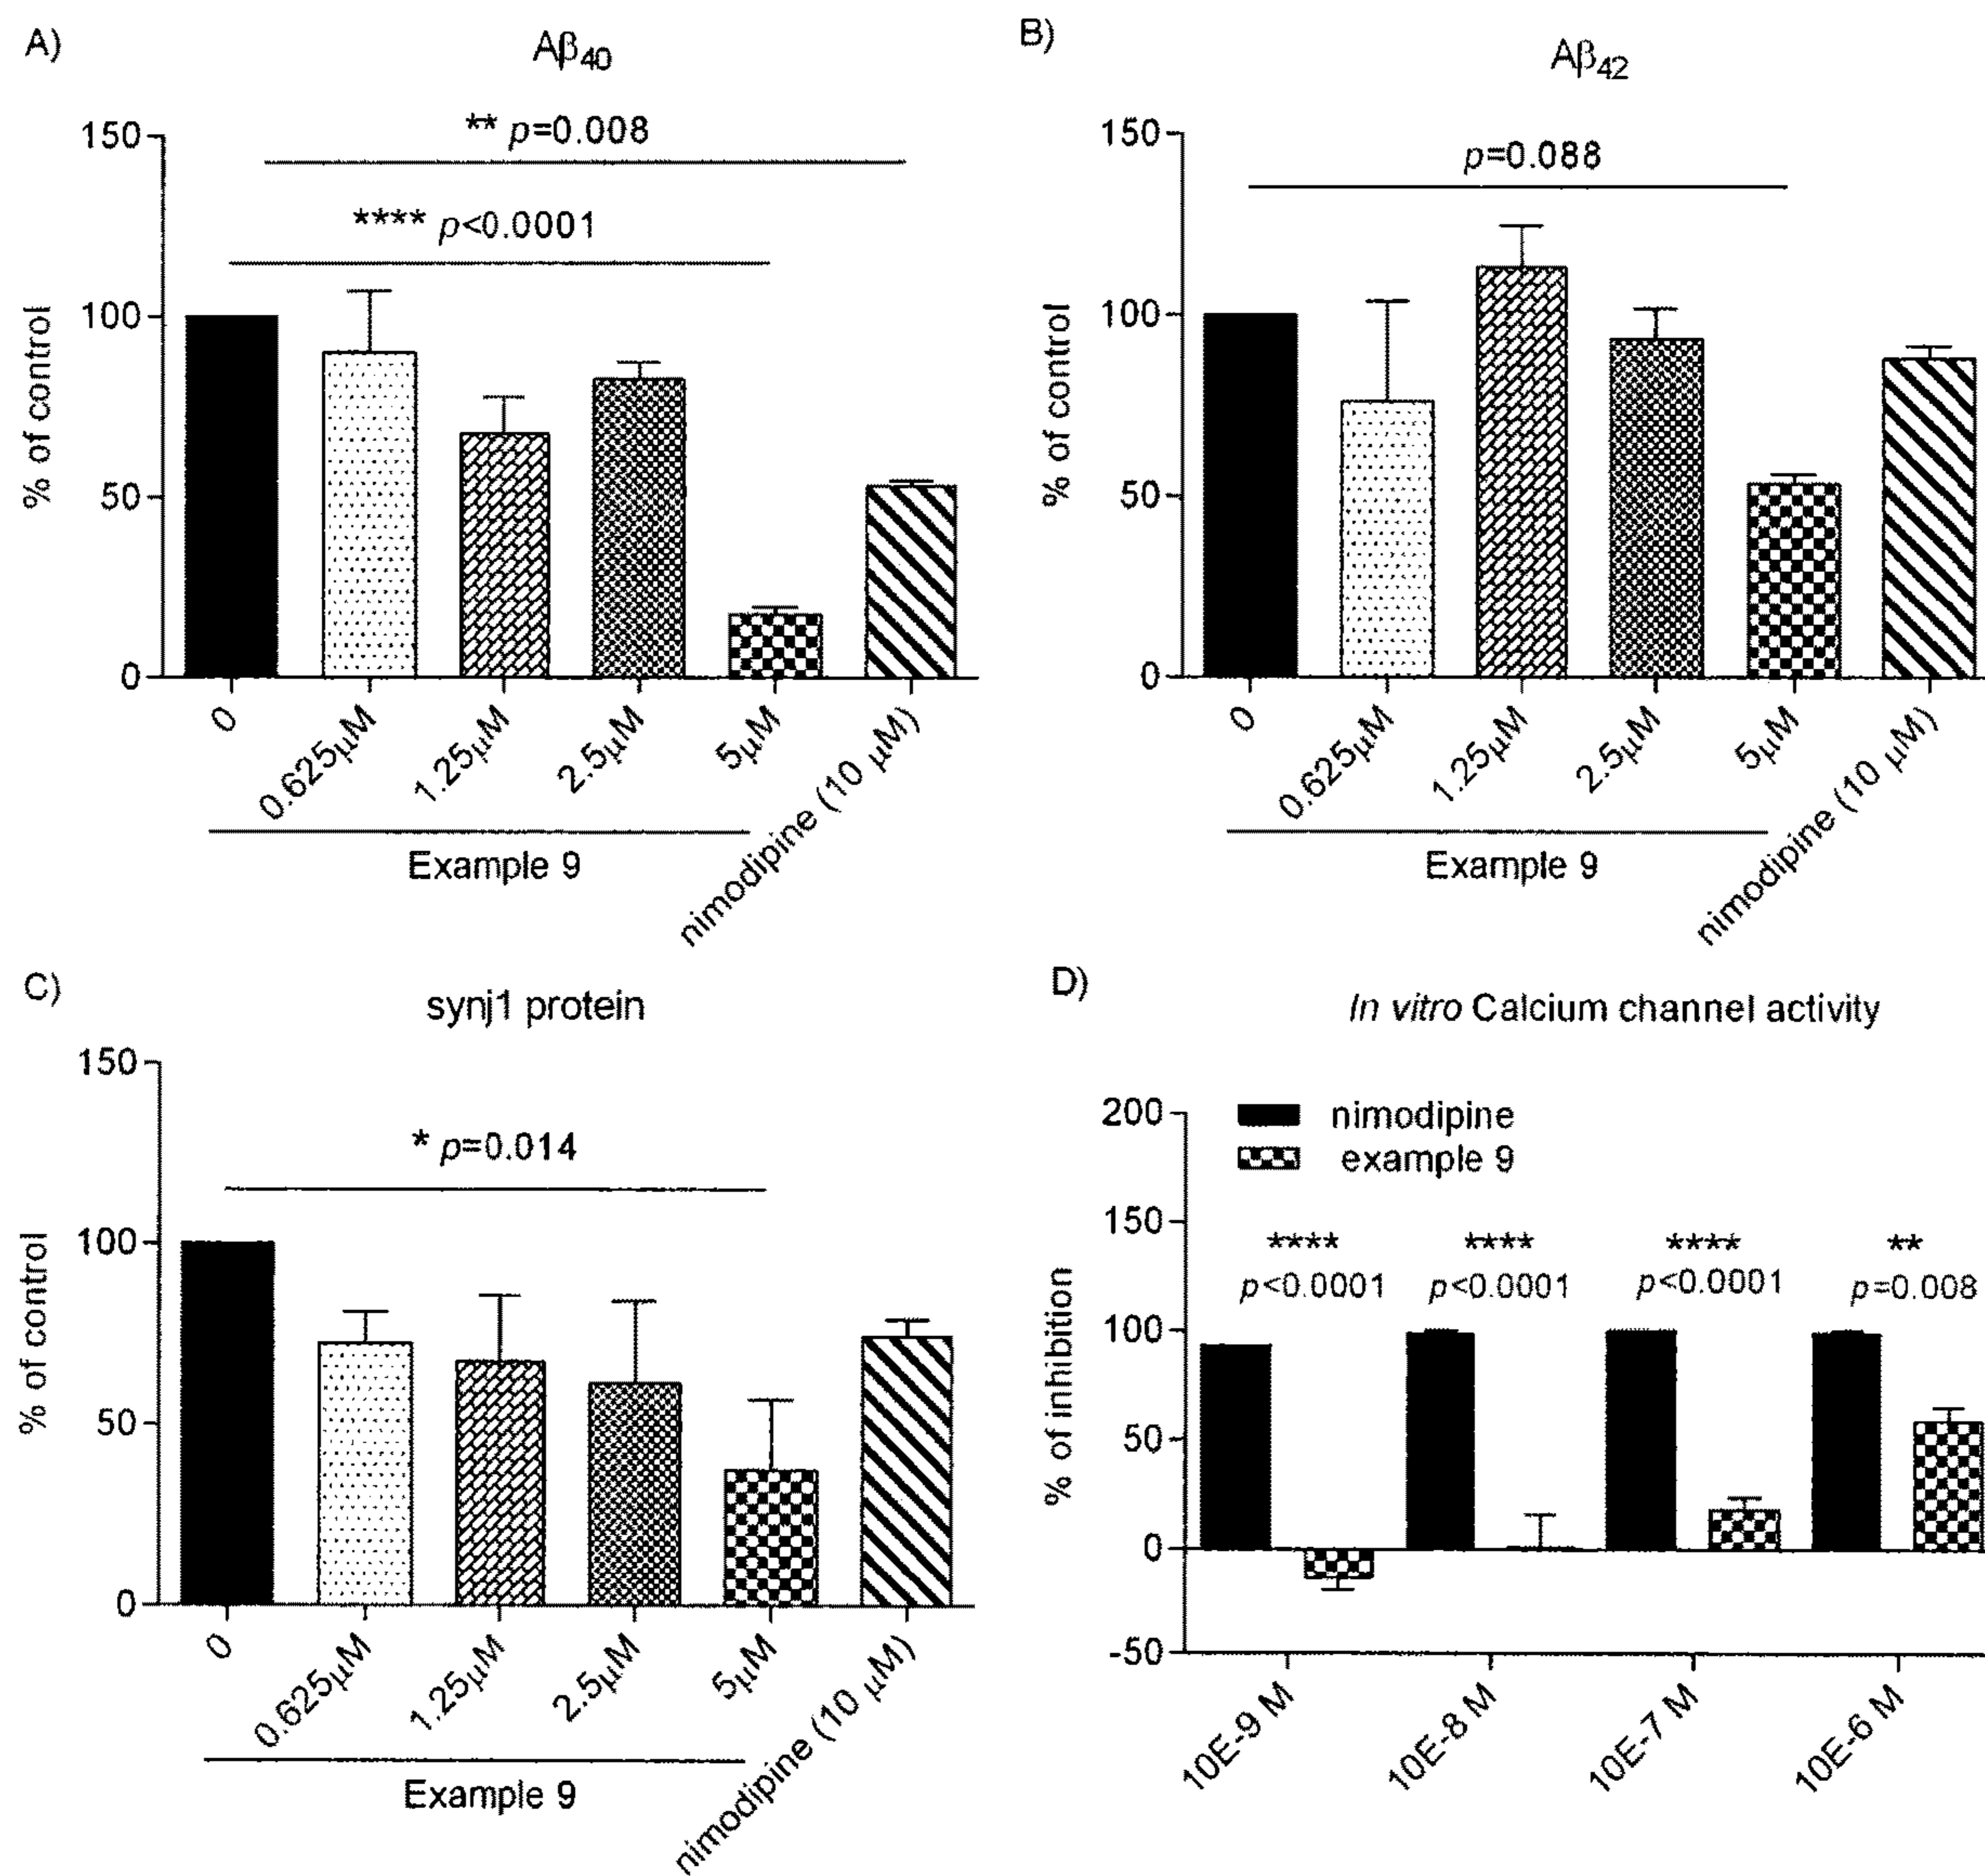 A)
Aβ40
** p=0.008
**** p<0.0001
% of control
150
100
50
0
0
0.625μM
1.25μM
2.5μM
5μM
nimodipine (10 μM)
Example 9
B)
Aβ42
p=0.088
% of control
150
100
50
0
0
0.625μM
1.25μM
2.5μM
5μM
nimodipine (10 μM)
Example 9
C)
synj1 protein
* p=0.014
% of control
150
100
50
0
0
0.625μM
1.25μM
2.5μM
5μM
nimodipine (10 μM)
Example 9
D)
In vitro Calcium channel activity
nimodipine
example 9
% of inhibition
200
150
100
50
0
-50
**** **** **** **
p<0.0001 p<0.0001 p<0.0001 p=0.008
10E-9 M
10E-8 M
10E-7 M
10E-6 M